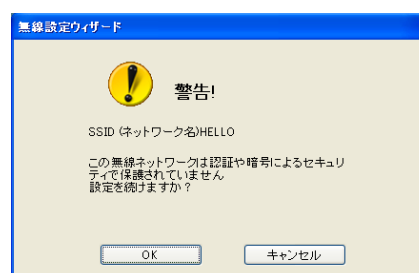 無線設定ウィザード
警告!
SSID (ネットワーク名)HELLO
この無線ネットワークは認証や暗号によるセキュリ
ティで保護されていません
設定を続けますか?
OK
キャンセル